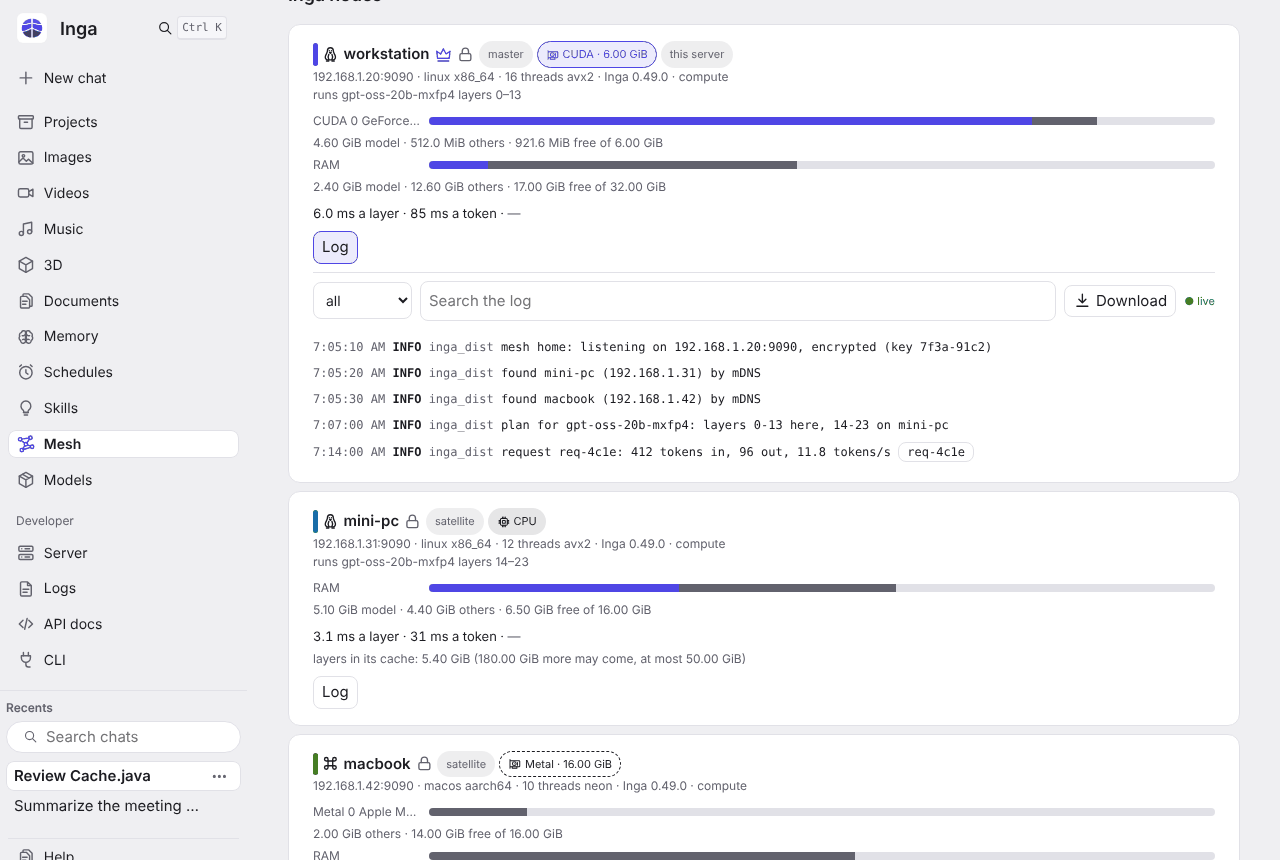 Inga
Ctrl K
New chat
Projects
Images
Videos
Music
3D
Documents
Memory
Schedules
Skills
Mesh
Models
Developer
Server
Logs
API docs
CLI
Recents
Search chats
Review Cache.java
Summarize the meeting ...
Help
workstation master CUDA · 6.00 GiB this server
192.168.1.20:9090 · linux x86_64 · 16 threads avx2 · Inga 0.49.0 · compute
runs gpt-oss-20b-mxfp4 layers 0–13
CUDA 0 GeForce...
4.60 GiB model · 512.0 MiB others · 921.6 MiB free of 6.00 GiB
RAM
2.40 GiB model · 12.60 GiB others · 17.00 GiB free of 32.00 GiB
6.0 ms a layer · 85 ms a token · —
Log
all Search the log Download live
7:05:10 AM INFO inga_dist mesh home: listening on 192.168.1.20:9090, encrypted (key 7f3a-91c2)
7:05:20 AM INFO inga_dist found mini-pc (192.168.1.31) by mDNS
7:05:30 AM INFO inga_dist found macbook (192.168.1.42) by mDNS
7:07:00 AM INFO inga_dist plan for gpt-oss-20b-mxfp4: layers 0-13 here, 14-23 on mini-pc
7:14:00 AM INFO inga_dist request req-4c1e: 412 tokens in, 96 out, 11.8 tokens/s req-4c1e
mini-pc satellite CPU
192.168.1.31:9090 · linux x86_64 · 12 threads avx2 · Inga 0.49.0 · compute
runs gpt-oss-20b-mxfp4 layers 14–23
RAM
5.10 GiB model · 4.40 GiB others · 6.50 GiB free of 16.00 GiB
3.1 ms a layer · 31 ms a token · —
layers in its cache: 5.40 GiB (180.00 GiB more may come, at most 50.00 GiB)
Log
macbook satellite Metal · 16.00 GiB
192.168.1.42:9090 · macos aarch64 · 10 threads neon · Inga 0.49.0 · compute
Metal 0 Apple M...
2.00 GiB others · 14.00 GiB free of 16.00 GiB
RAM